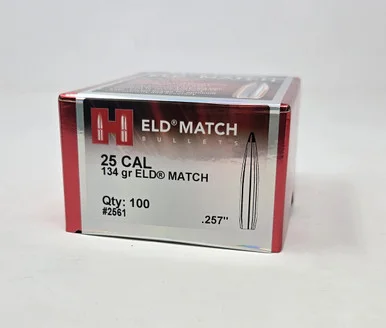 H ELD® MATCH
BULLETS
25 CAL
134 gr ELD® MATCH
Qty: 100
#2561
.257"